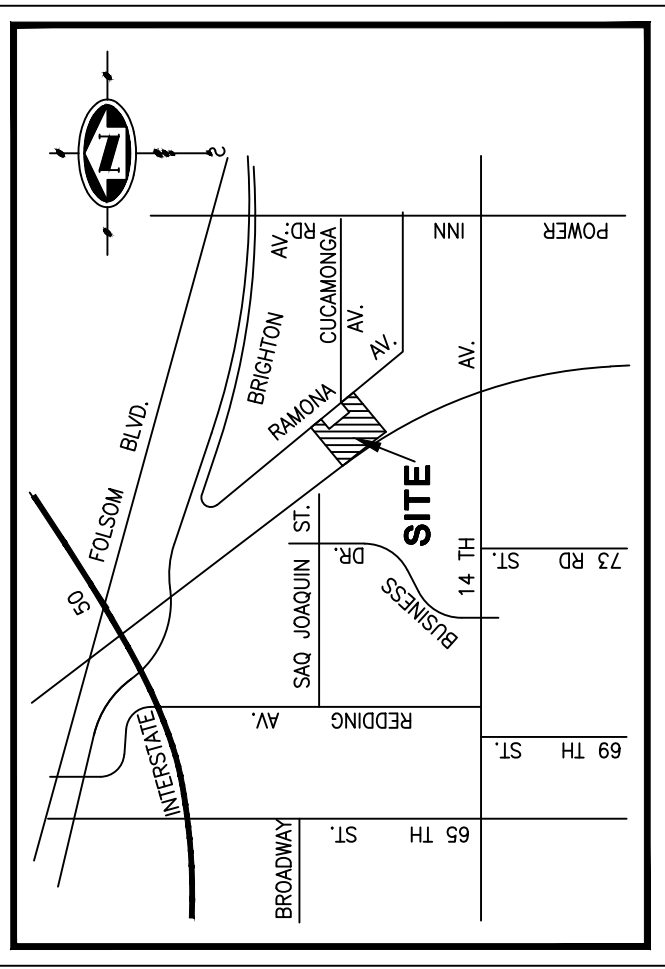 N
FOLSOM BLVD.
50
INTERSTATE
BRIGHTON AV.
RAMONA AV.
CUCAMONGA AV.
POWER INN RD.
SITE
SAQ JOAQUIN ST.
BUSINESS DR.
14 TH AV.
73 RD ST.
REDDING AV.
69 TH ST.
65 TH ST.
BROADWAY